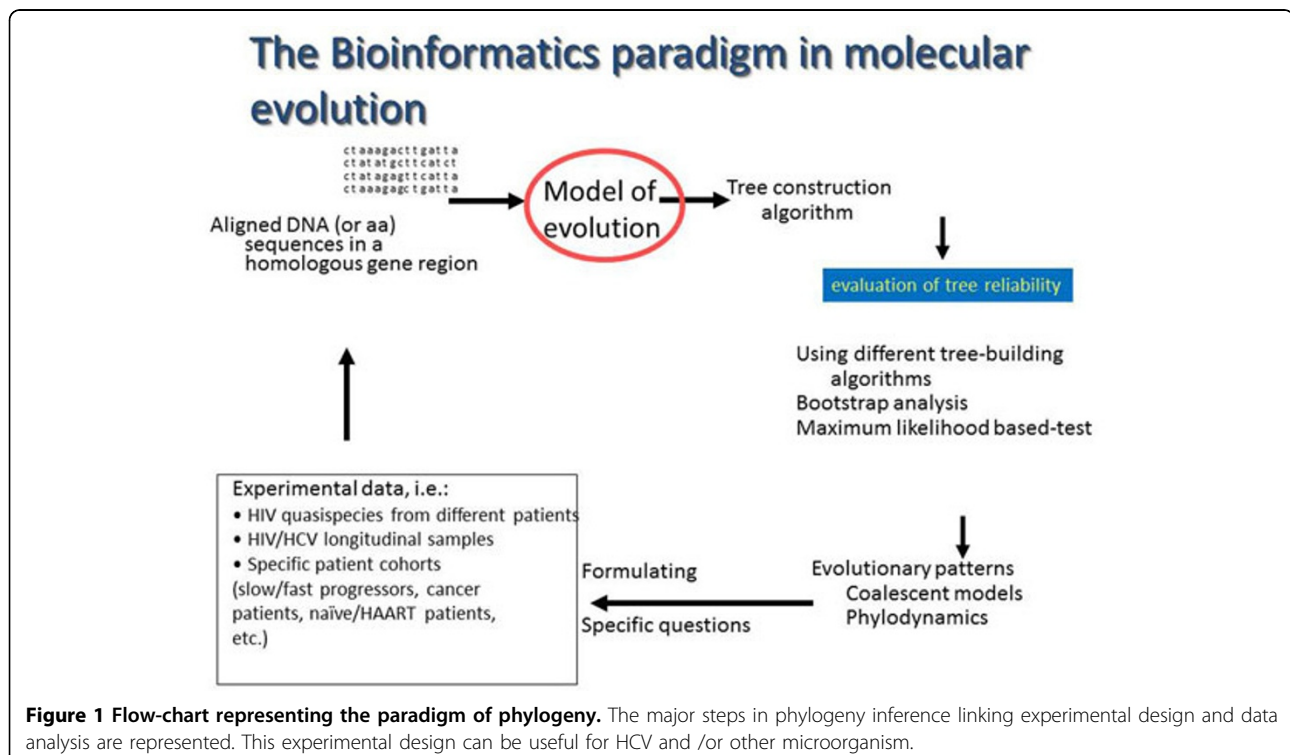 The Bioinformatics paradigm in molecular
evolution
ctaaagacttgatta
ctatatgcttcatct
ctatagagttcatta
ctaaagagctgatta
Aligned DNA (or aa)
sequences in a
homologous gene region
Model of
evolution
Tree construction
algorithm
evaluation of tree reliability
Using different tree-building
algorithms
Bootstrap analysis
Maximum likelihood based-test
Evolutionary patterns
Coalescent models
Phylodynamics
Formulating
Specific questions
Experimental data, i.e.:
• HIV quasispecies from different patients
• HIV/HCV longitudinal samples
• Specific patient cohorts
(slow/fast progressors, cancer
patients, naïve/HAART patients,
etc.)
Figure 1 Flow-chart representing the paradigm of phylogeny. The major steps in phylogeny inference linking experimental design and data
analysis are represented. This experimental design can be useful for HCV and /or other microorganism.